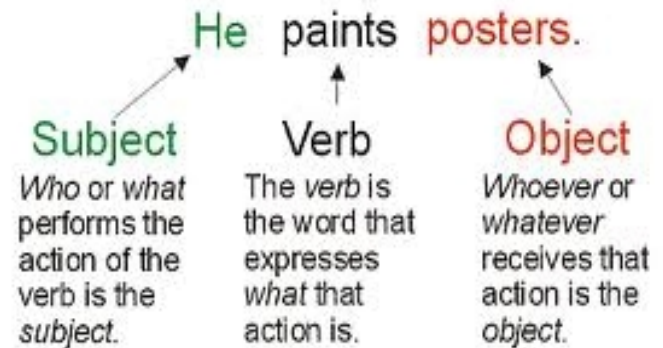 He paints posters.
Subject
Who or what
performs the
action of the
verb is the
subject.
Verb
The verb is
the word that
expresses
what that
action is.
Object
Whoever or
whatever
receives that
action is the
object.